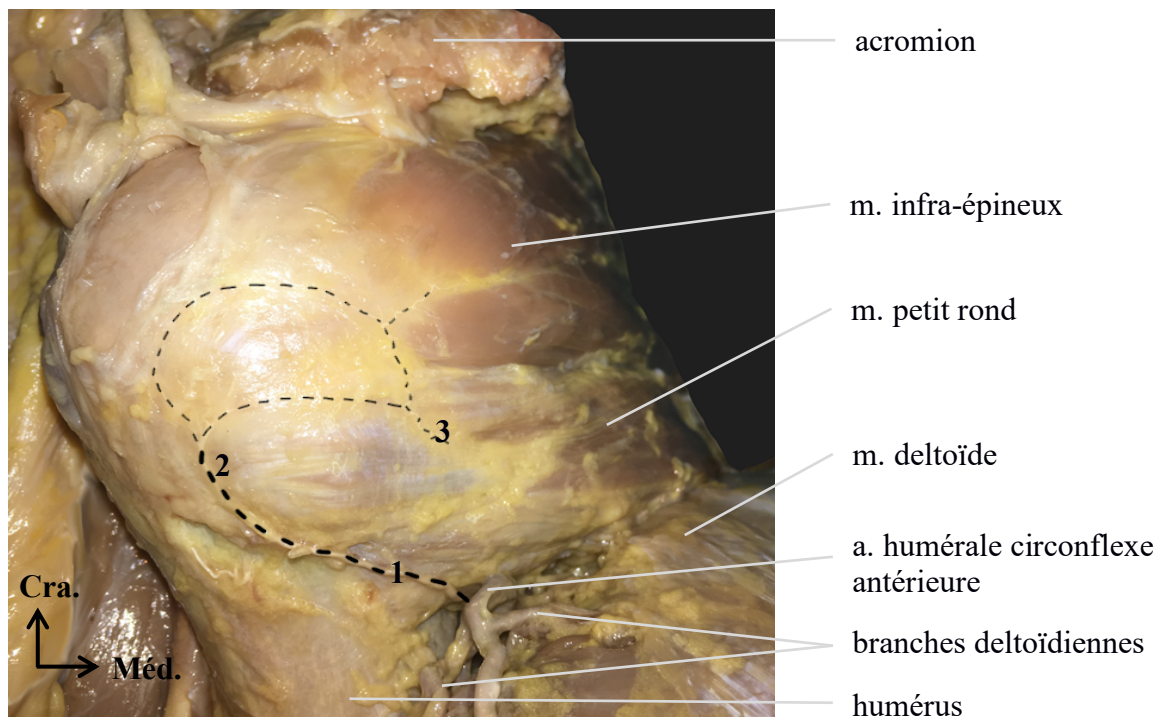 acromion
m. infra-épineux
m. petit rond
3
m. deltoïde
2
a. humérale circonflexe
antérieure
1
Cra.
branches deltoïdiennes
Méd.
humérus